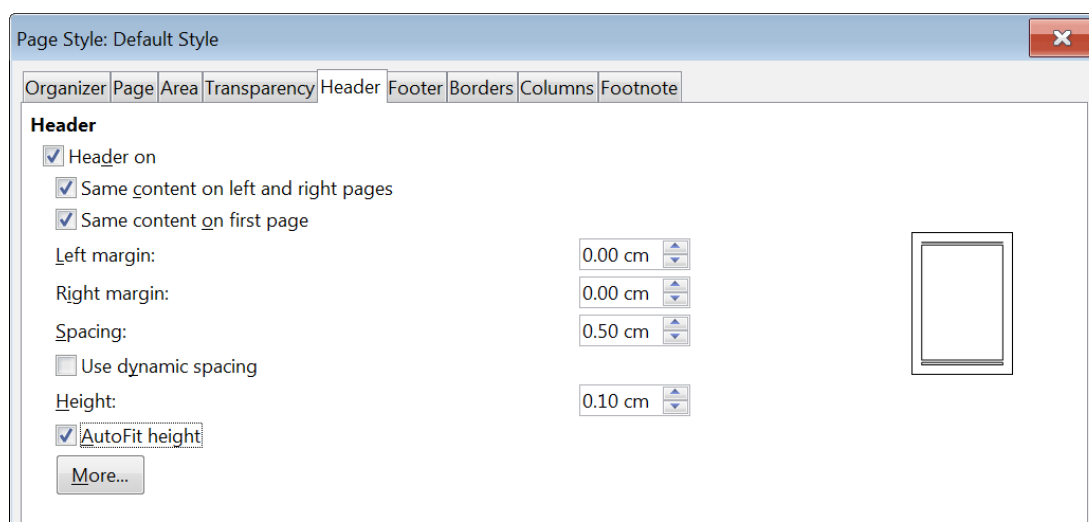 Page Style: Default Style
Organizer Page Area Transparency Header Footer Borders Columns Footnote
Header
Header on
Same content on left and right pages
Same content on first page
Left margin: 0.00 cm
Right margin: 0.00 cm
Spacing: 0.50 cm
Use dynamic spacing
Height: 0.10 cm
AutoFit height
More...